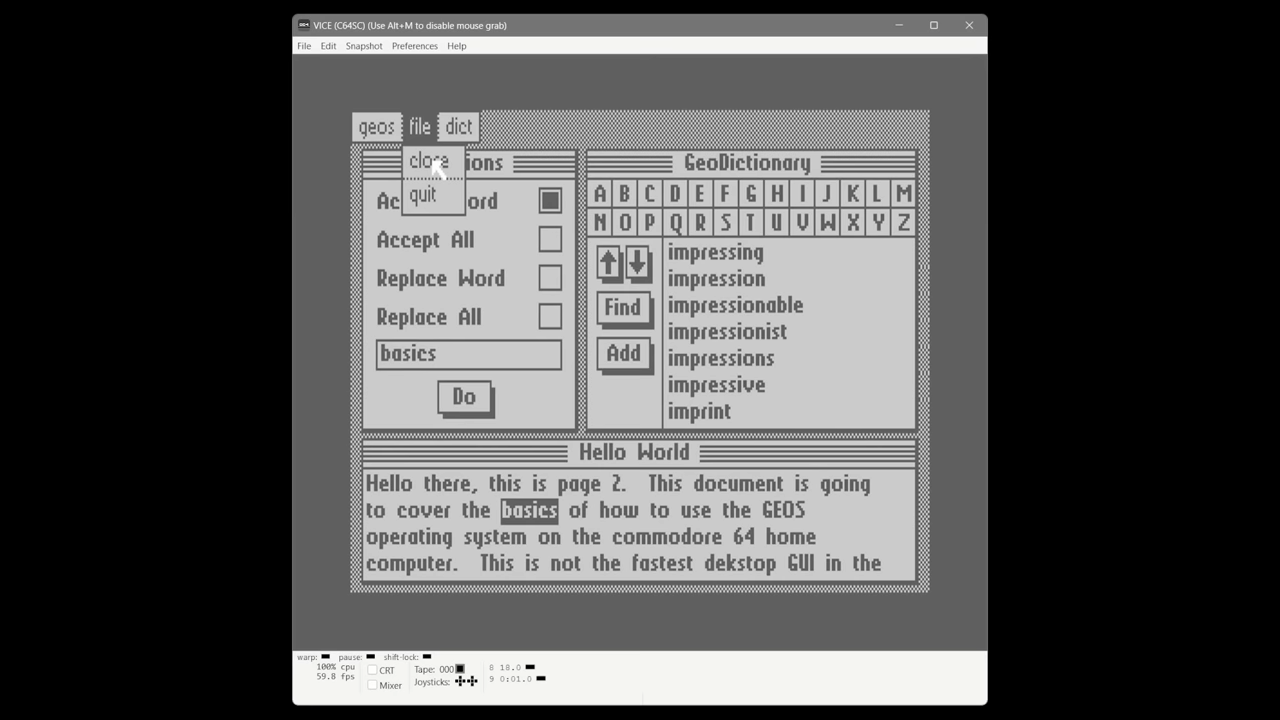 VICE (C64SC) (Use Alt+M to disable mouse grab)
File Edit Snapshot Preferences Help
geos file dict
close
quit
ions
Ac ord
Accept All
Replace Word
Replace All
basics
Do
GeoDictionary
A B C D E F G H I J K L M
N O P Q R S T U V W X Y Z
Find
Add
impressing
impression
impressionable
impressionist
impressions
impressive
imprint
Hello World
Hello there, this is page 2. This document is going
to cover the basics of how to use the GEOS
operating system on the commodore 64 home
computer. This is not the fastest dekstop GUI in the
warp: pause: shift-lock:
100% cpu
59.8 fps
CRT
Mixer
Tape: 000
Joysticks:
8 18.0
9 0:01.0